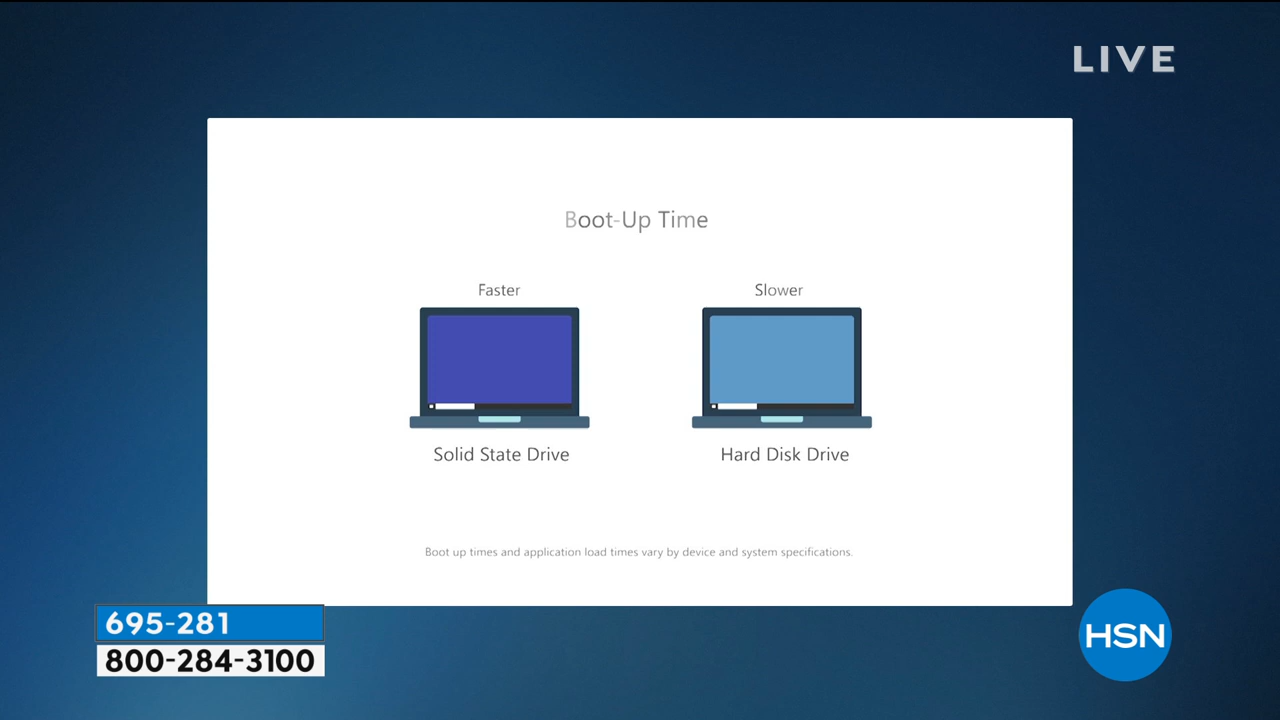 LIVE
Boot-Up Time
Faster
Slower
Solid State Drive
Hard Disk Drive
Boot up times and application load times vary by device and system specifications.
695-281
800-284-3100
HSN